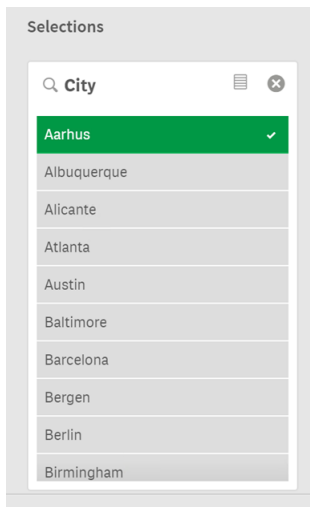 Selections
City
Aarhus
Albuquerque
Alicante
Atlanta
Austin
Baltimore
Barcelona
Bergen
Berlin
Birmingham